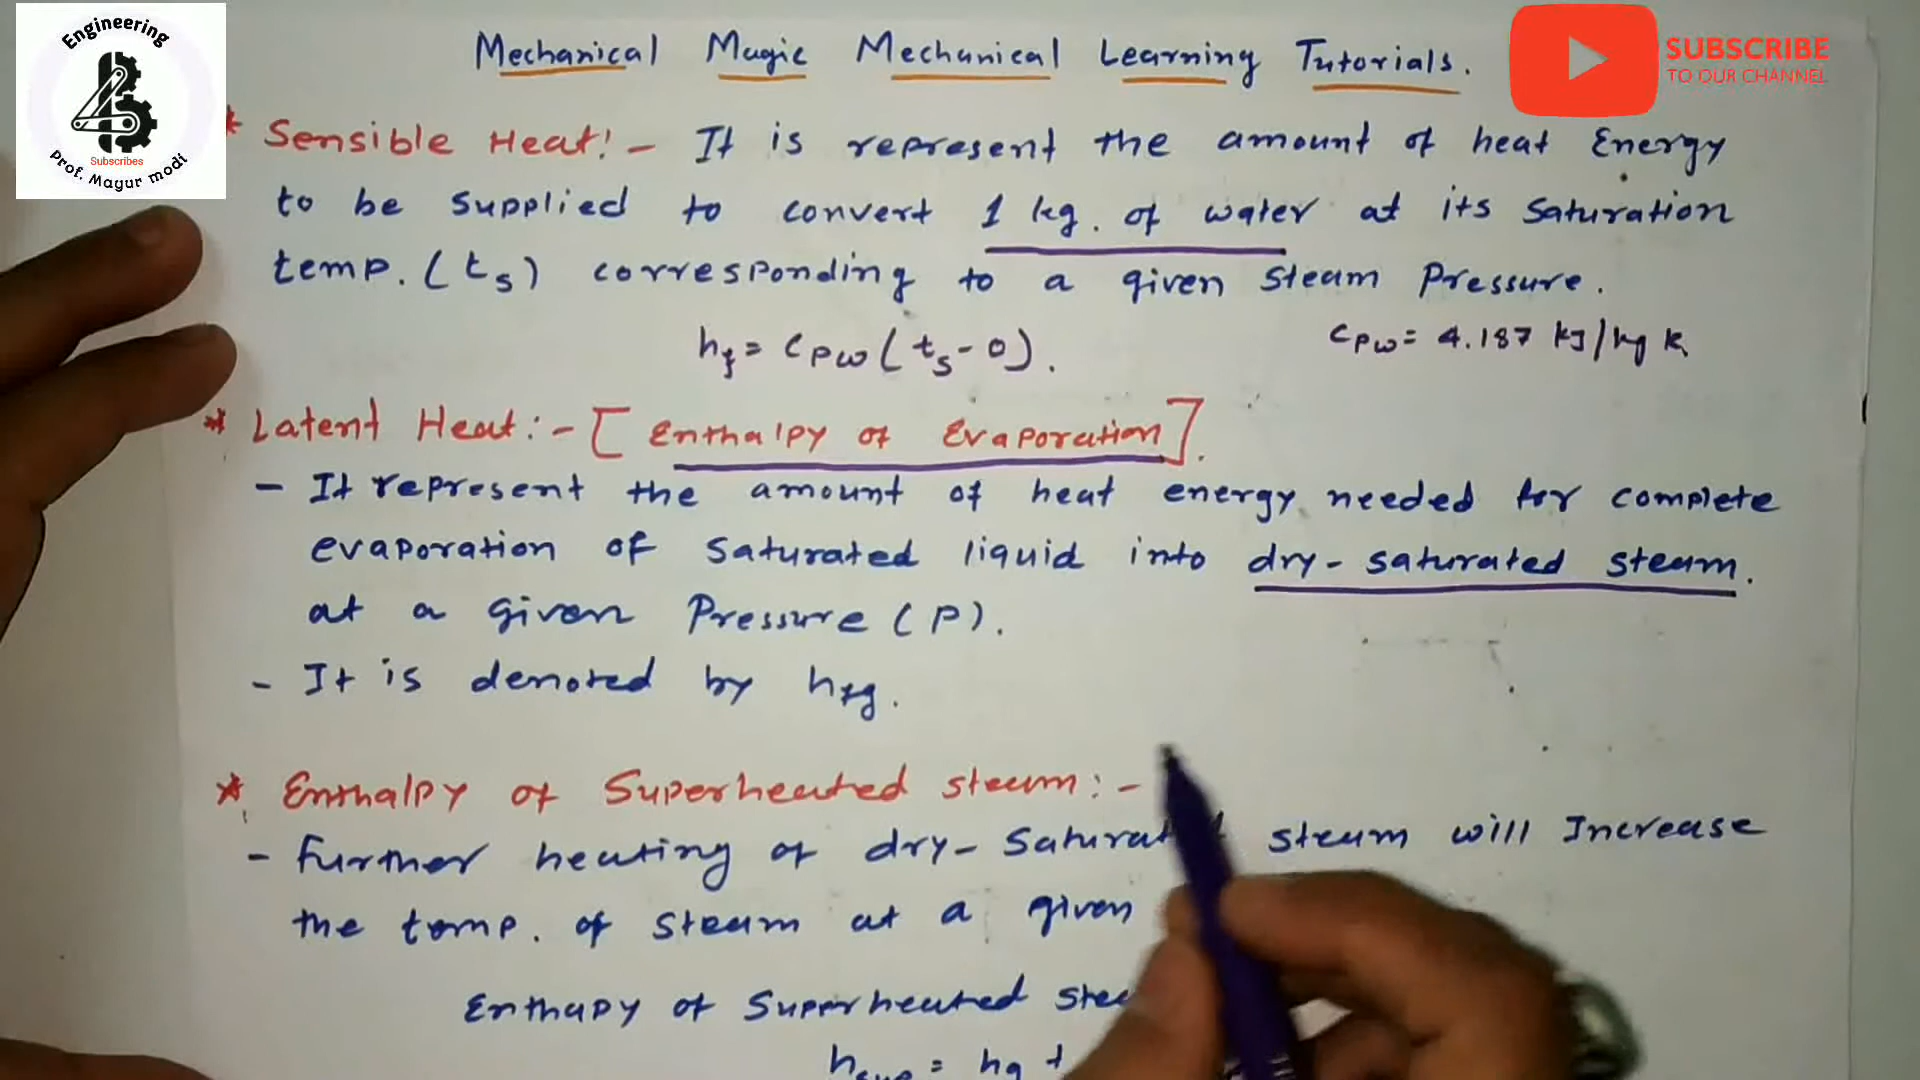 Engineering
Subscribes
Prof. Mayur modi
SUBSCRIBE
TO OUR CHANNEL
Mechanical Magic Mechanical Learning Tutorials.
* Sensible Heat:- It is represent the amount of heat Energy
to be supplied to convert 1 kg. of water at its saturation
temp. (ts) corresponding to a given steam Pressure.
hf = CPW (ts - 0).
CPW = 4.187 kJ/kg K
* Latent Heat:- [Enthalpy of Evaporation].
- It represent the amount of heat energy needed for complete
evaporation of saturated liquid into dry-saturated steam.
at a given Pressure (P).
- It is denoted by hfg.
* Enthalpy of Superheated steam:-
- Further heating of dry-saturated steam will Increase
the temp. of steam at a given
Enthapy of Superheated
hsup = hg +